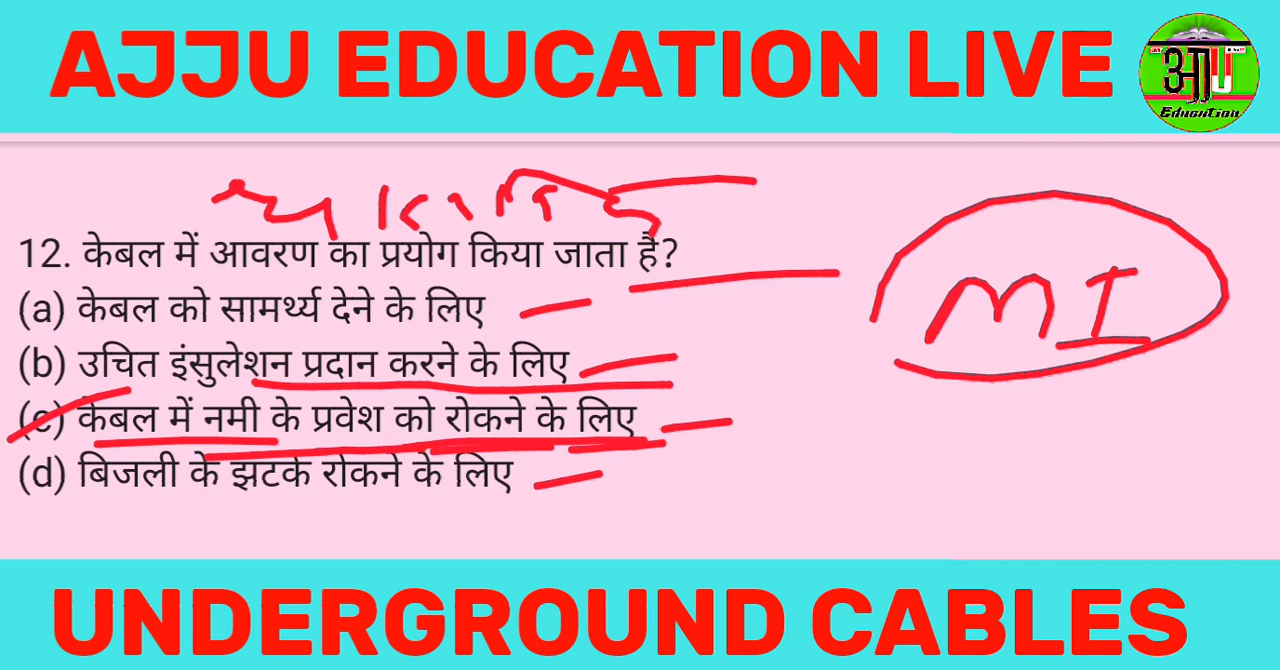 AJJU EDUCATION LIVE
Education
12. केबल में आवरण का प्रयोग किया जाता है?
(a) केबल को सामर्थ्य देने के लिए
(b) उचित इंसुलेशन प्रदान करने के लिए
(c) केबल में नमी के प्रवेश को रोकने के लिए
(d) बिजली के झटके रोकने के लिए
MI
UNDERGROUND CABLES